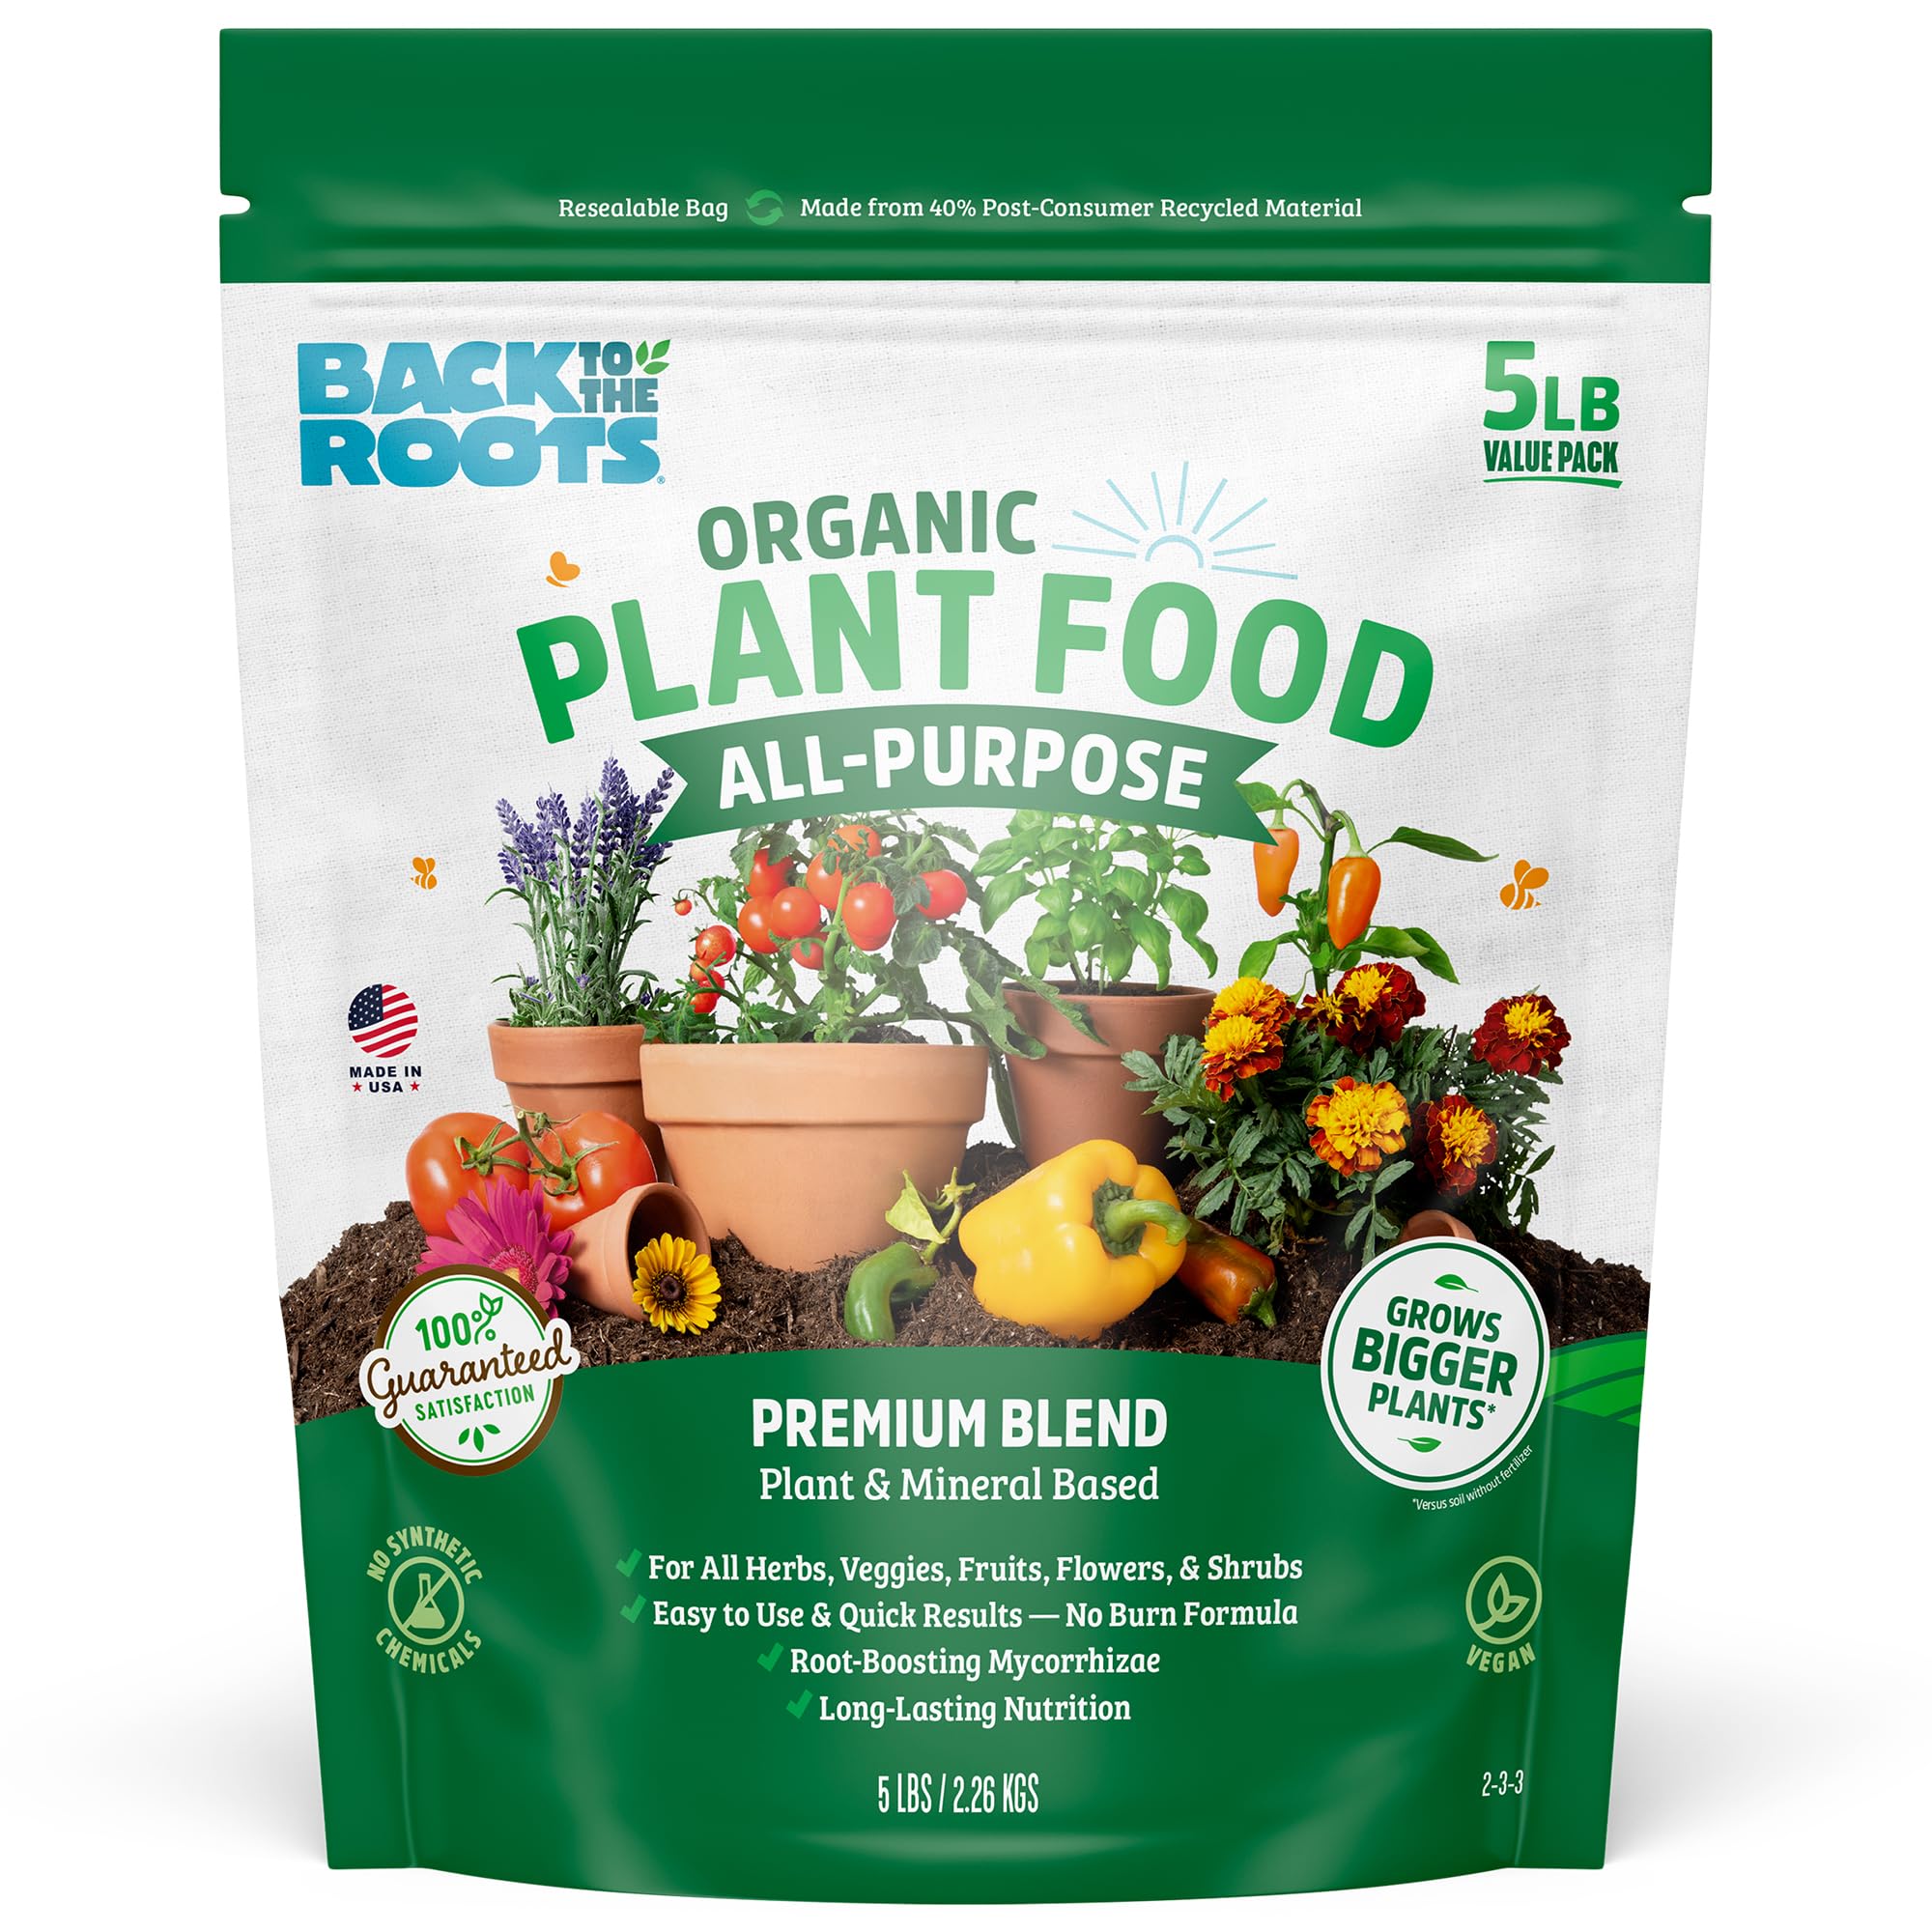 Resealable Bag Made from 40% Post-Consumer Recycled Material
BACK TO THE
ROOTS®
5LB
VALUE PACK
ORGANIC
PLANT FOOD
ALL-PURPOSE
MADE IN
USA
100%
Guaranteed
SATISFACTION
GROWS
BIGGER
PLANTS*
*Versus soil without fertilizer
PREMIUM BLEND
Plant & Mineral Based
NO SYNTHETIC
CHEMICALS
For All Herbs, Veggies, Fruits, Flowers, & Shrubs
Easy to Use & Quick Results — No Burn Formula
Root-Boosting Mycorrhizae
Long-Lasting Nutrition
VEGAN
5 LBS / 2.26 KGS
2-3-3